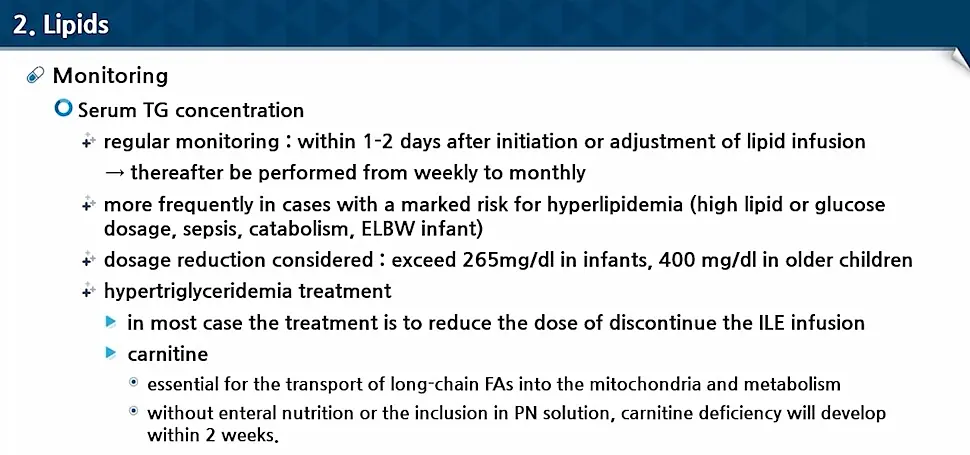 2. Lipids
Monitoring
Serum TG concentration
regular monitoring : within 1-2 days after initiation or adjustment of lipid infusion
→ thereafter be performed from weekly to monthly
more frequently in cases with a marked risk for hyperlipidemia (high lipid or glucose
dosage, sepsis, catabolism, ELBW infant)
dosage reduction considered : exceed 265mg/dl in infants, 400 mg/dl in older children
hypertriglyceridemia treatment
in most case the treatment is to reduce the dose of discontinue the ILE infusion
carnitine
essential for the transport of long-chain FAs into the mitochondria and metabolism
without enteral nutrition or the inclusion in PN solution, carnitine deficiency will develop
within 2 weeks.